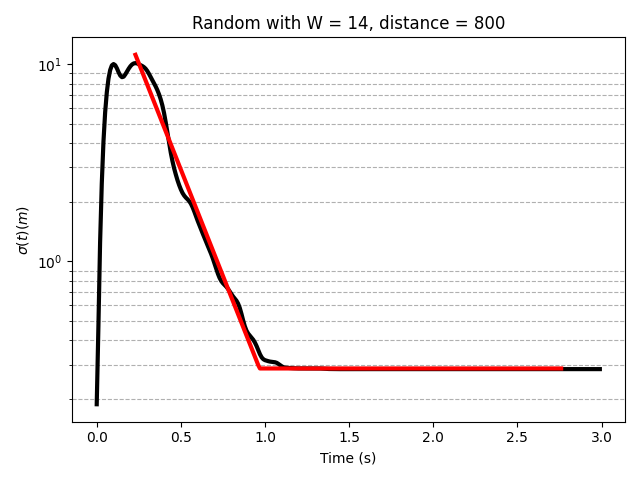 Random with W = 14, distance = 800
10¹
10⁰
σ(t)(m)
0.0 0.5 1.0 1.5 2.0 2.5 3.0
Time (s)